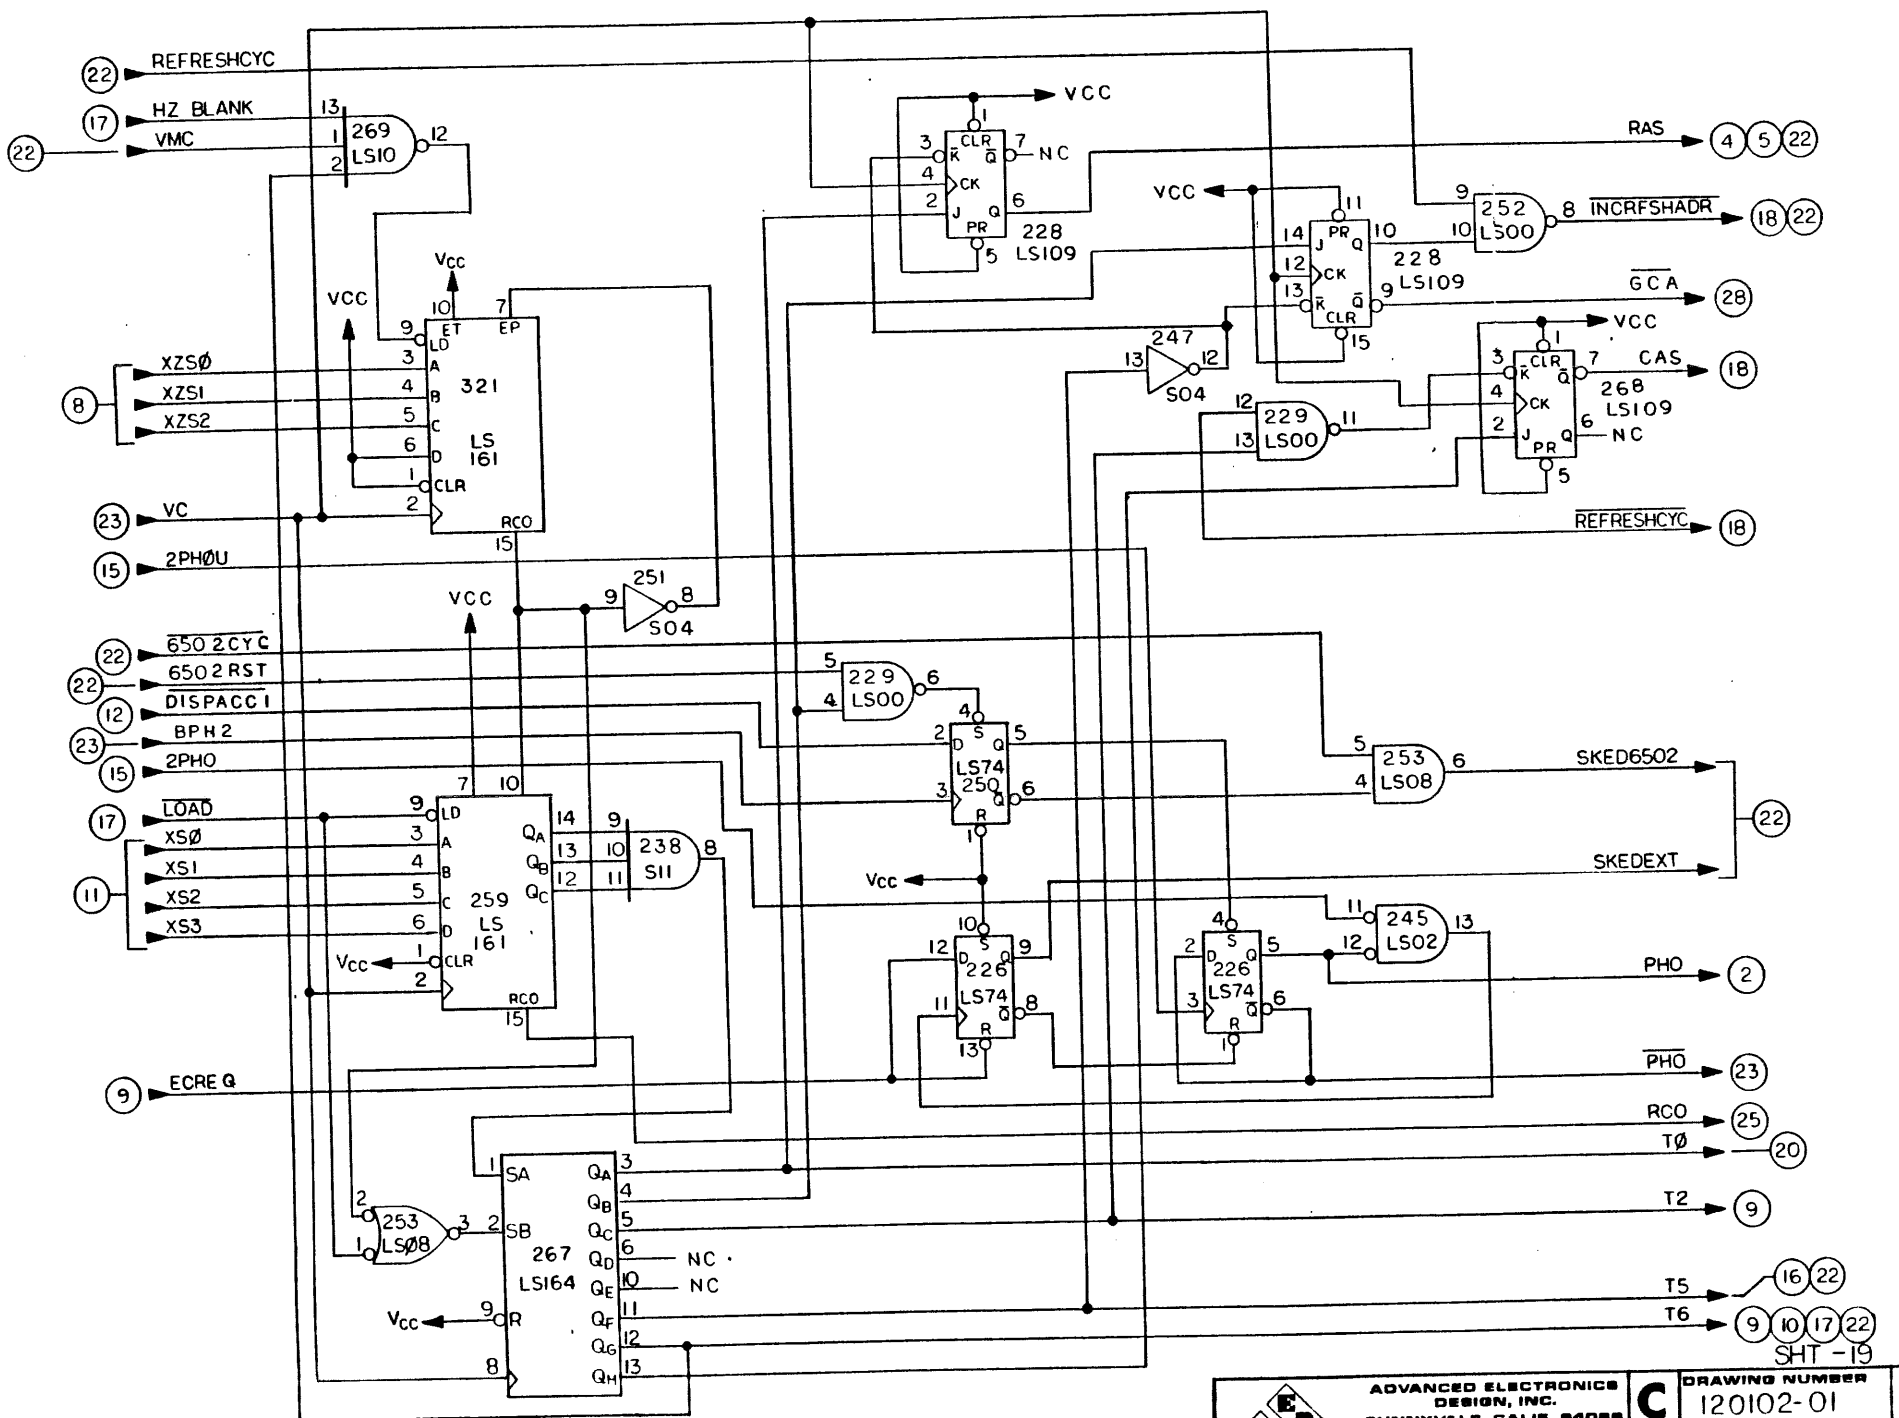 22 REFRESHCYC
17 HZ BLANK
22 VMC
13
1
2
269
LS10
12
VCC
1
3 K̅ CLR Q̅ 7 NC
4 CK
2 J Q 6
PR
5
228
LS109
RAS 4 5 22
VCC
11
14 J PR Q 10
12 CK
13 K̅ Q̅ 9
CLR
15
228
LS109
9
10
252
LS00
8
INCRFSHADR 18 22
GCA 28
VCC
1
3 K̅ CLR Q̅ 7
4 CK
2 J Q 6 NC
PR
5
268
LS109
CAS 18
247
13 12
S04
12
13
229
LS00
11
REFRESHCYC 18
VCC
VCC
10 7
ET EP
9 LD
8
XZSØ 3 A
XZS1 4 B
XZS2 5 C
6 D
1 CLR
321
LS
161
23 VC 2
RCO
15
15 2PHØU
251
9 8
S04
VCC
22 6502CYC
22 6502RST
12 DISPACC1
23 BPH2
15 2PHO
5
4
229
LS00
6
4
2 D S Q 5
LS74
250
3 Q̅ 6
R
1
5
4
253
LS08
6
SKED6502
SKEDEXT
22
7 10
17 LOAD 9 LD
11
XSØ 3 A
XS1 4 B
XS2 5 C
XS3 6 D
VCC 1 CLR
2
259
LS
161
QA 14
QB 13
QC 12
RCO
15
9
10
11
238
S11
8
VCC
10
12 D S Q 9
226
LS74
11 Q̅ 8
R
13
4
2 D S Q 5
226
LS74
3 Q̅ 6
R
1
11
12
245
LS02
13
PHO 2
9 ECREQ
PHO 23
RCO 25
TØ 20
1 SA
2
1
253
LSØ8
3
2 SB
267
LS164
VCC 9 R
8
QA 3
QB 4
QC 5
QD 6 NC
QE 10 NC
QF 11
QG 12
QH 13
T2 9
T5 16 22
T6 9 10 17 22
SHT-19
ADVANCED ELECTRONICS
DESIGN, INC.
C
DRAWING NUMBER
120102-01